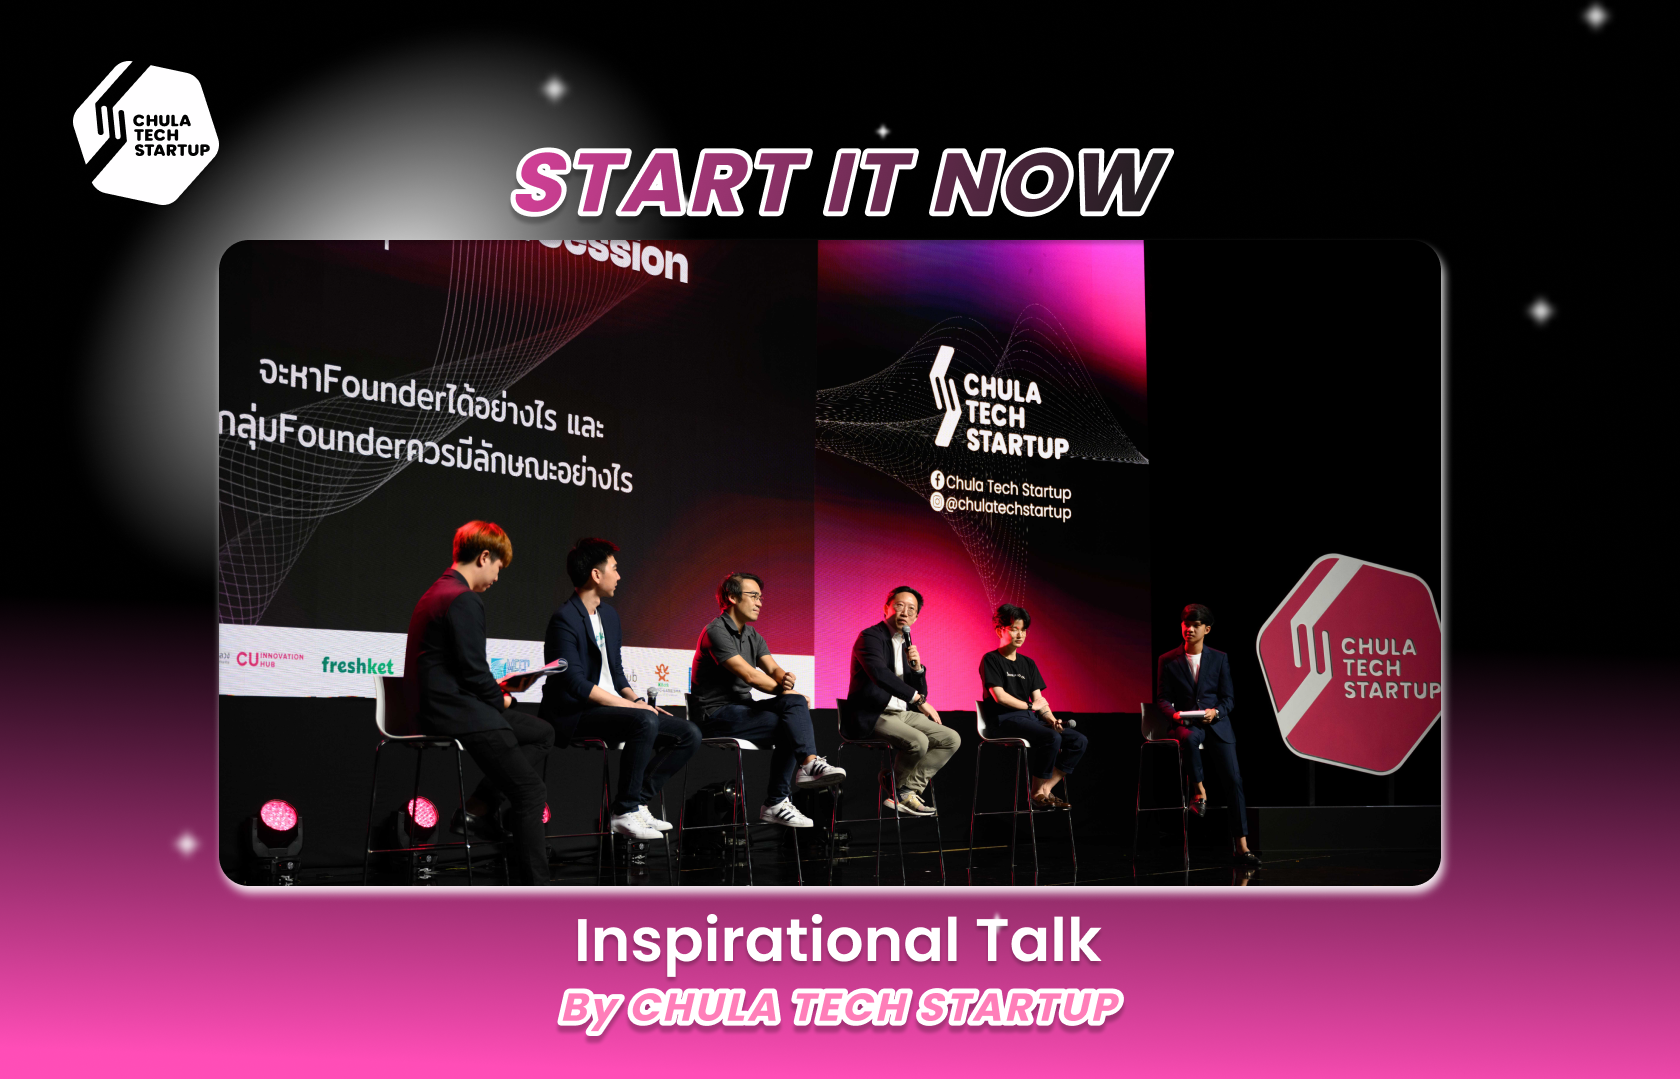 CHULA
TECH
STARTUP
START IT NOW
Session
จะหาFounderได้อย่างไร และ
กลุ่มFounderควรมีลักษณะอย่างไร
CHULA
TECH
STARTUP
Chula Tech Startup
@chulatechstartup
CU INNOVATION
HUB
freshket
CHULA
TECH
STARTUP
Inspirational Talk
By CHULA TECH STARTUP